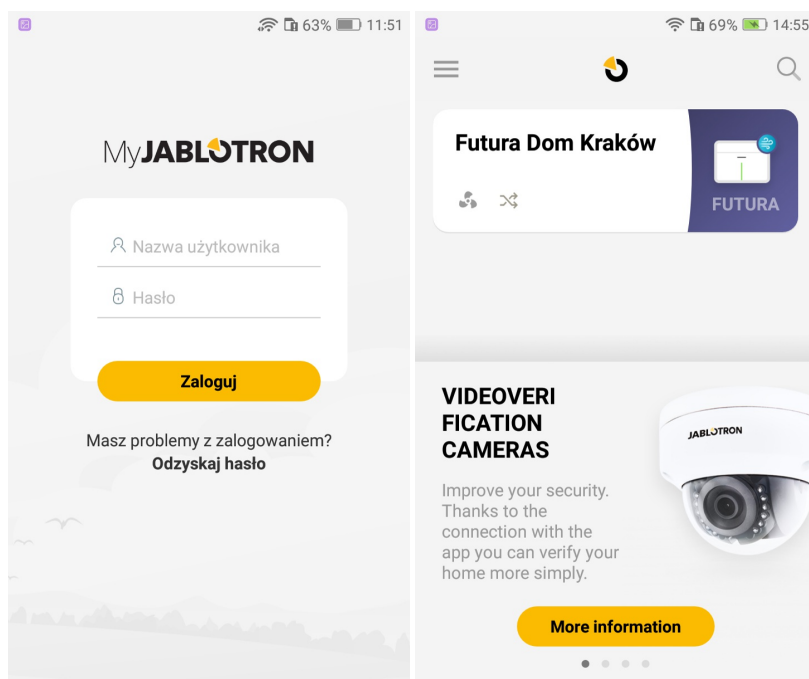 63% 11:51
MyJABLOTRON
Nazwa użytkownika
Hasło
Zaloguj
Masz problemy z zalogowaniem?
Odzyskaj hasło
69% 14:55
Futura Dom Kraków
FUTURA
VIDEOVERI
FICATION
CAMERAS
JABLOTRON
Improve your security.
Thanks to the
connection with the
app you can verify your
home more simply.
More information